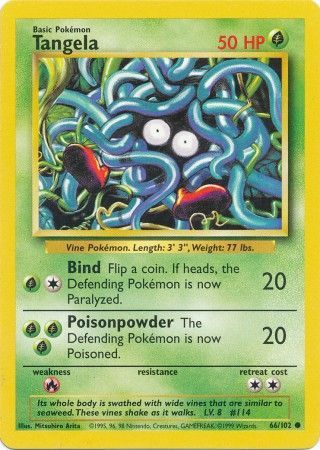 Basic Pokémon
Tangela 50 HP
Vine Pokémon. Length: 3' 3", Weight: 77 lbs.
Bind Flip a coin. If heads, the
Defending Pokémon is now
Paralyzed.
20
Poisonpowder The
Defending Pokémon is now
Poisoned.
20
weakness resistance retreat cost
Its whole body is swathed with wide vines that are similar to
seaweed. These vines shake as it walks. LV. 8 #114
Illus. Mitsuhiro Arita ©1995, 96, 98 Nintendo, Creatures, GAMEFREAK. ©1999 Wizards. 66/102